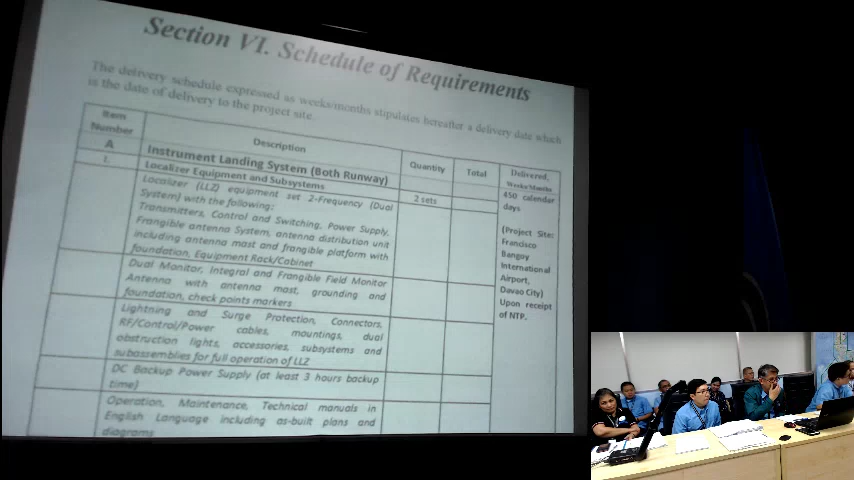 Section VI. Schedule of Requirements
The delivery schedule expressed as weeks/months stipulates hereafter a delivery date which
is the date of delivery to the project site.
Item
Number
Description
Quantity
Total
Delivered,
Weeks/Months
A
Instrument Landing System (Both Runway)
1.
Localizer Equipment and Subsystems
Localizer (LLZ) equipment set 2-Frequency (Dual
System) with the following:
Transmitters, Control and Switching, Power Supply,
Frangible antenna System, antenna distribution unit
including antenna mast and frangible platform with
foundation, Equipment Rack/Cabinet
2 sets
450 calendar
days
(Project Site:
Francisco
Bangoy
International
Airport,
Davao City)
Upon receipt
of NTP.
Dual Monitor, Integral and Frangible Field Monitor
Antenna with antenna mast, grounding and
foundation, check points markers
Lightning and Surge Protection, Connectors,
RF/Control/Power cables, mountings, dual
obstruction lights, accessories, subsystems and
subassemblies for full operation of LLZ
DC Backup Power Supply (at least 3 hours backup
time)
Operation, Maintenance, Technical manuals in
English Language including as-built plans and
diagrams